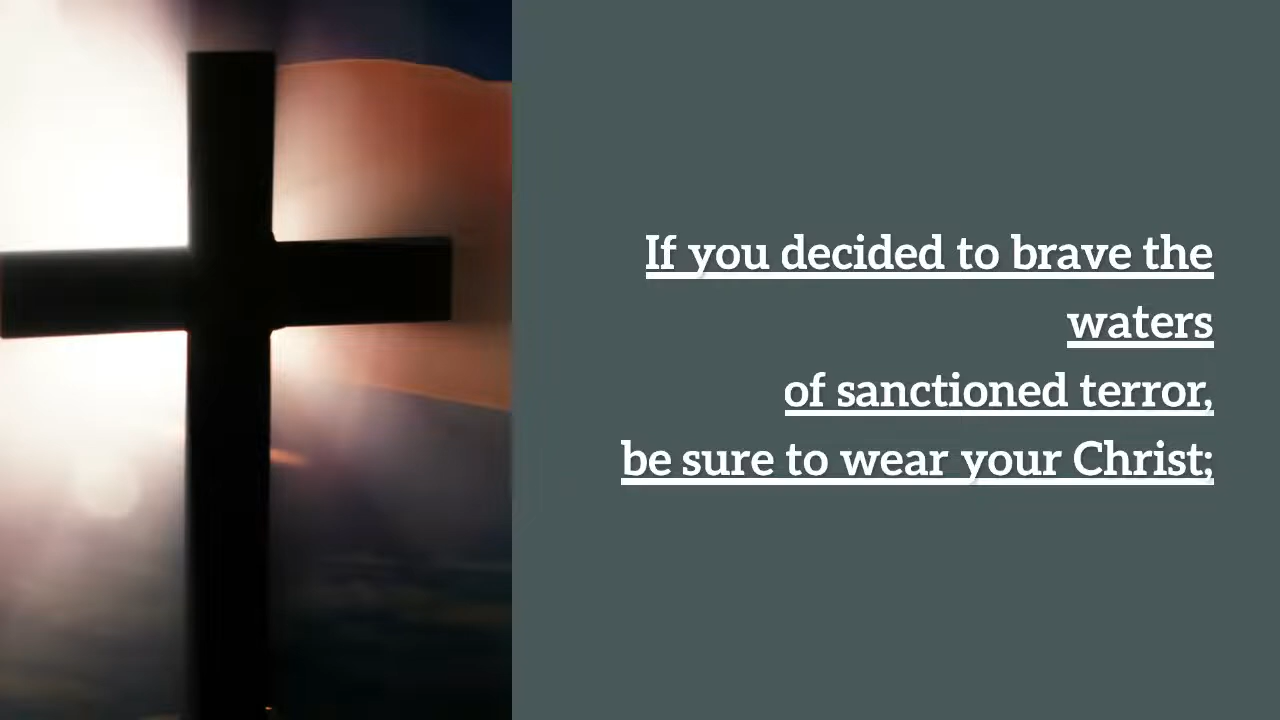 If you decided to brave the
waters
of sanctioned terror,
be sure to wear your Christ;